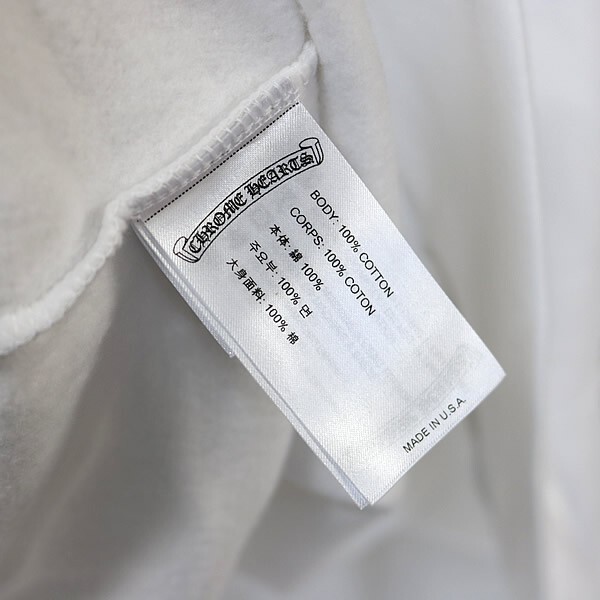 CHROME HEARTS
BODY: 100% COTTON
CORPS: 100% COTON
本体: 綿 100%
주요부: 100% 면
大身面料: 100% 棉
MADE IN U.S.A.